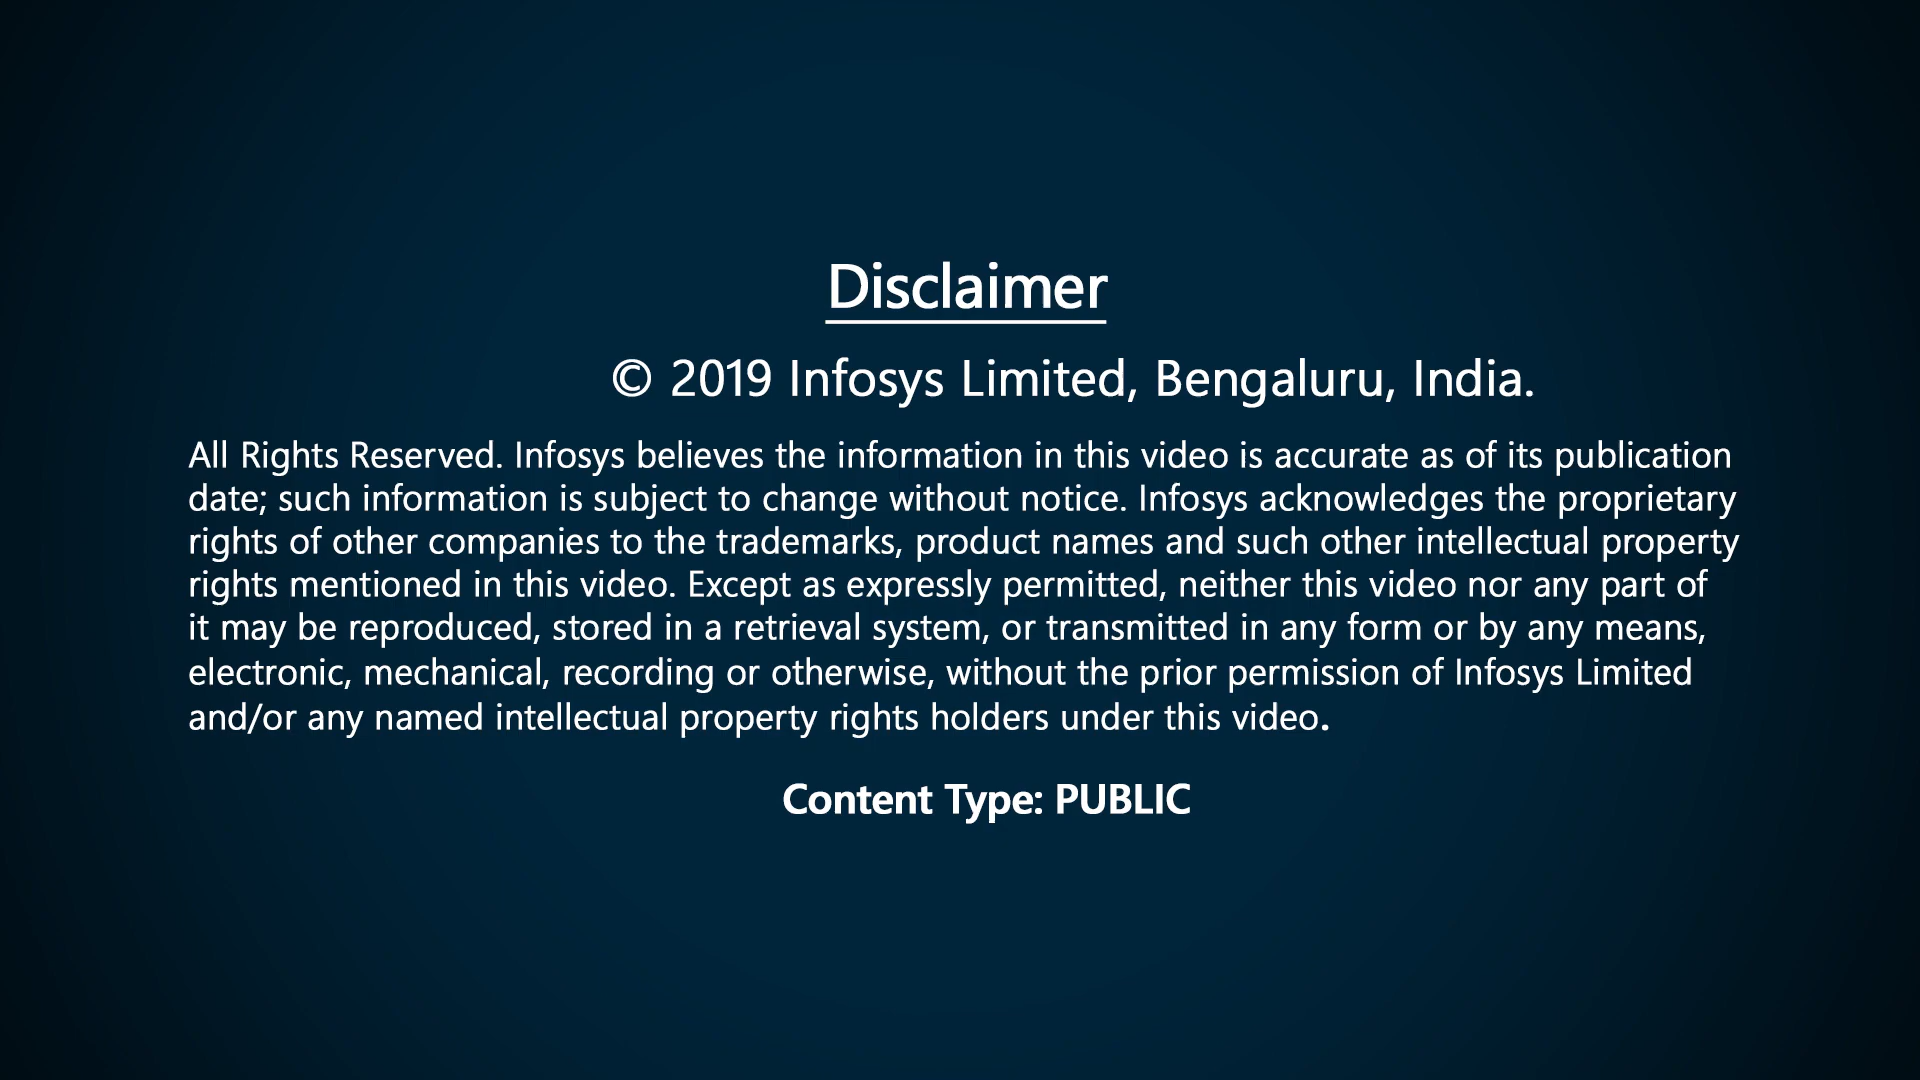 Disclaimer
© 2019 Infosys Limited, Bengaluru, India.
All Rights Reserved. Infosys believes the information in this video is accurate as of its publication
date; such information is subject to change without notice. Infosys acknowledges the proprietary
rights of other companies to the trademarks, product names and such other intellectual property
rights mentioned in this video. Except as expressly permitted, neither this video nor any part of
it may be reproduced, stored in a retrieval system, or transmitted in any form or by any means,
electronic, mechanical, recording or otherwise, without the prior permission of Infosys Limited
and/or any named intellectual property rights holders under this video.
Content Type: PUBLIC